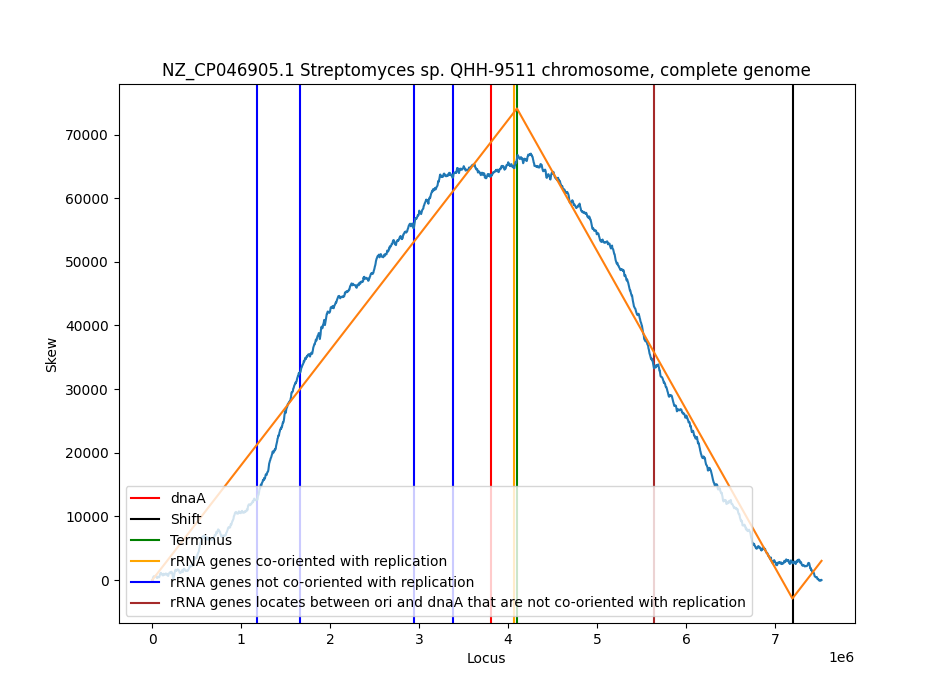 NZ_CP046905.1 Streptomyces sp. QHH-9511 chromosome, complete genome
70000
60000
50000
40000
30000
20000
10000
0
Skew
dnaA
Shift
Terminus
rRNA genes co-oriented with replication
rRNA genes not co-oriented with replication
rRNA genes locates between ori and dnaA that are not co-oriented with replication
0 1 2 3 4 5 6 7
Locus
1e6